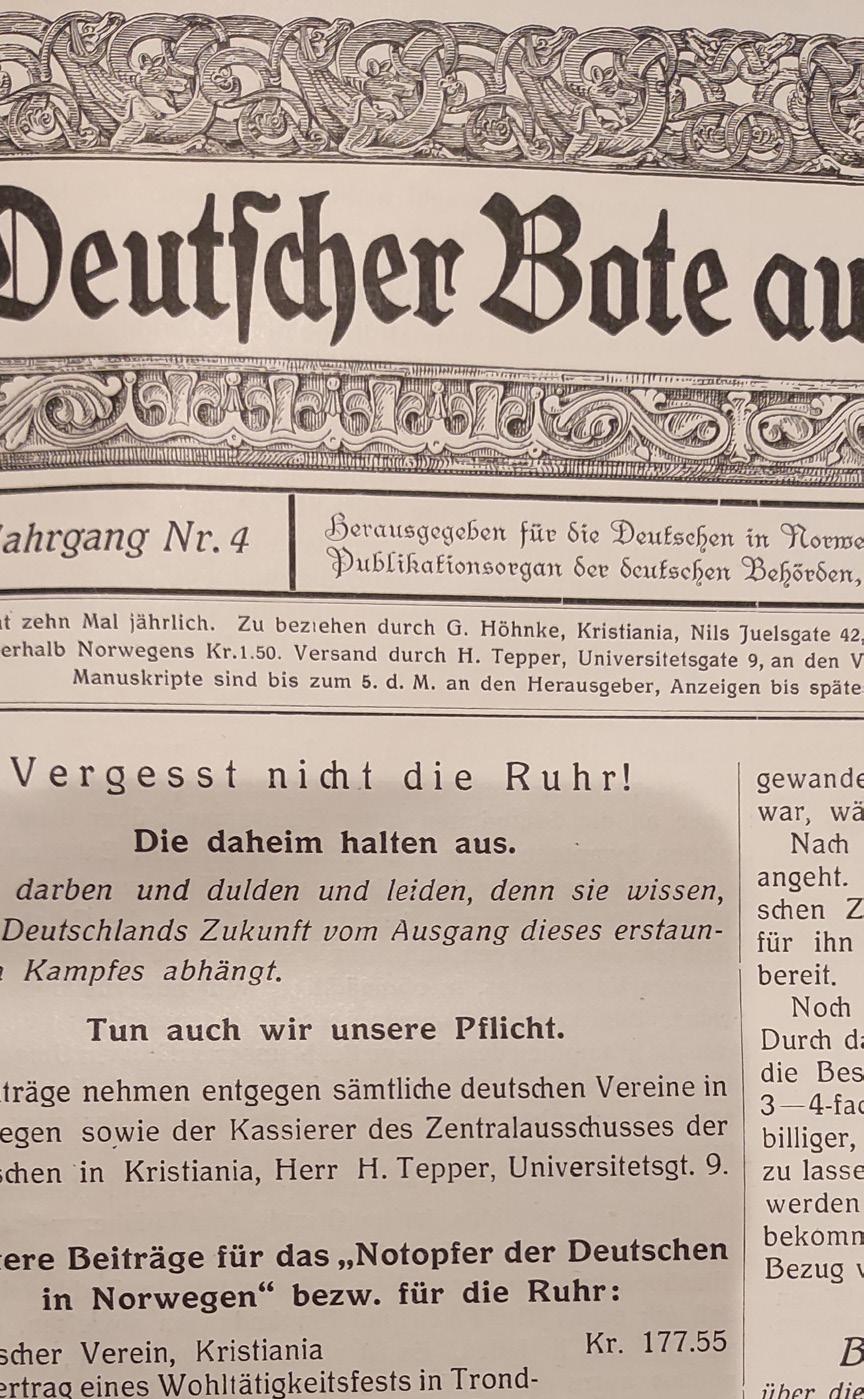 Deutscher Bote au
Jahrgang Nr. 4
Herausgegeben für die Deutschen in Norwe
Publikationsorgan der deutschen Behörden,
t zehn Mal jährlich. Zu beziehen durch G. Höhnke, Kristiania, Nils Juelsgate 42,
erhalb Norwegens Kr.1.50. Versand durch H. Tepper, Universitetsgate 9, an den V
Manuskripte sind bis zum 5. d. M. an den Herausgeber, Anzeigen bis späte
Vergesst nicht die Ruhr!
Die daheim halten aus.
darben und dulden und leiden, denn sie wissen,
Deutschlands Zukunft vom Ausgang dieses erstaun-
n Kampfes abhängt.
Tun auch wir unsere Pflicht.
träge nehmen entgegen sämtliche deutschen Vereine in
egen sowie der Kassierer des Zentralausschusses der
schen in Kristiania, Herr H. Tepper, Universitetsgt. 9.
tere Beiträge für das „Notopfer der Deutschen
in Norwegen“ bezw. für die Ruhr:
scher Verein, Kristiania Kr. 177.55
ertrag eines Wohltätigkeitsfests in Trond-
gewande
war, wä
Nach
angeht.
schen Z
für ihn
bereit.
Noch
Durch da
die Bes
3—4-fac
billiger,
zu lasse
werden
bekomm
Bezug v
B
über die